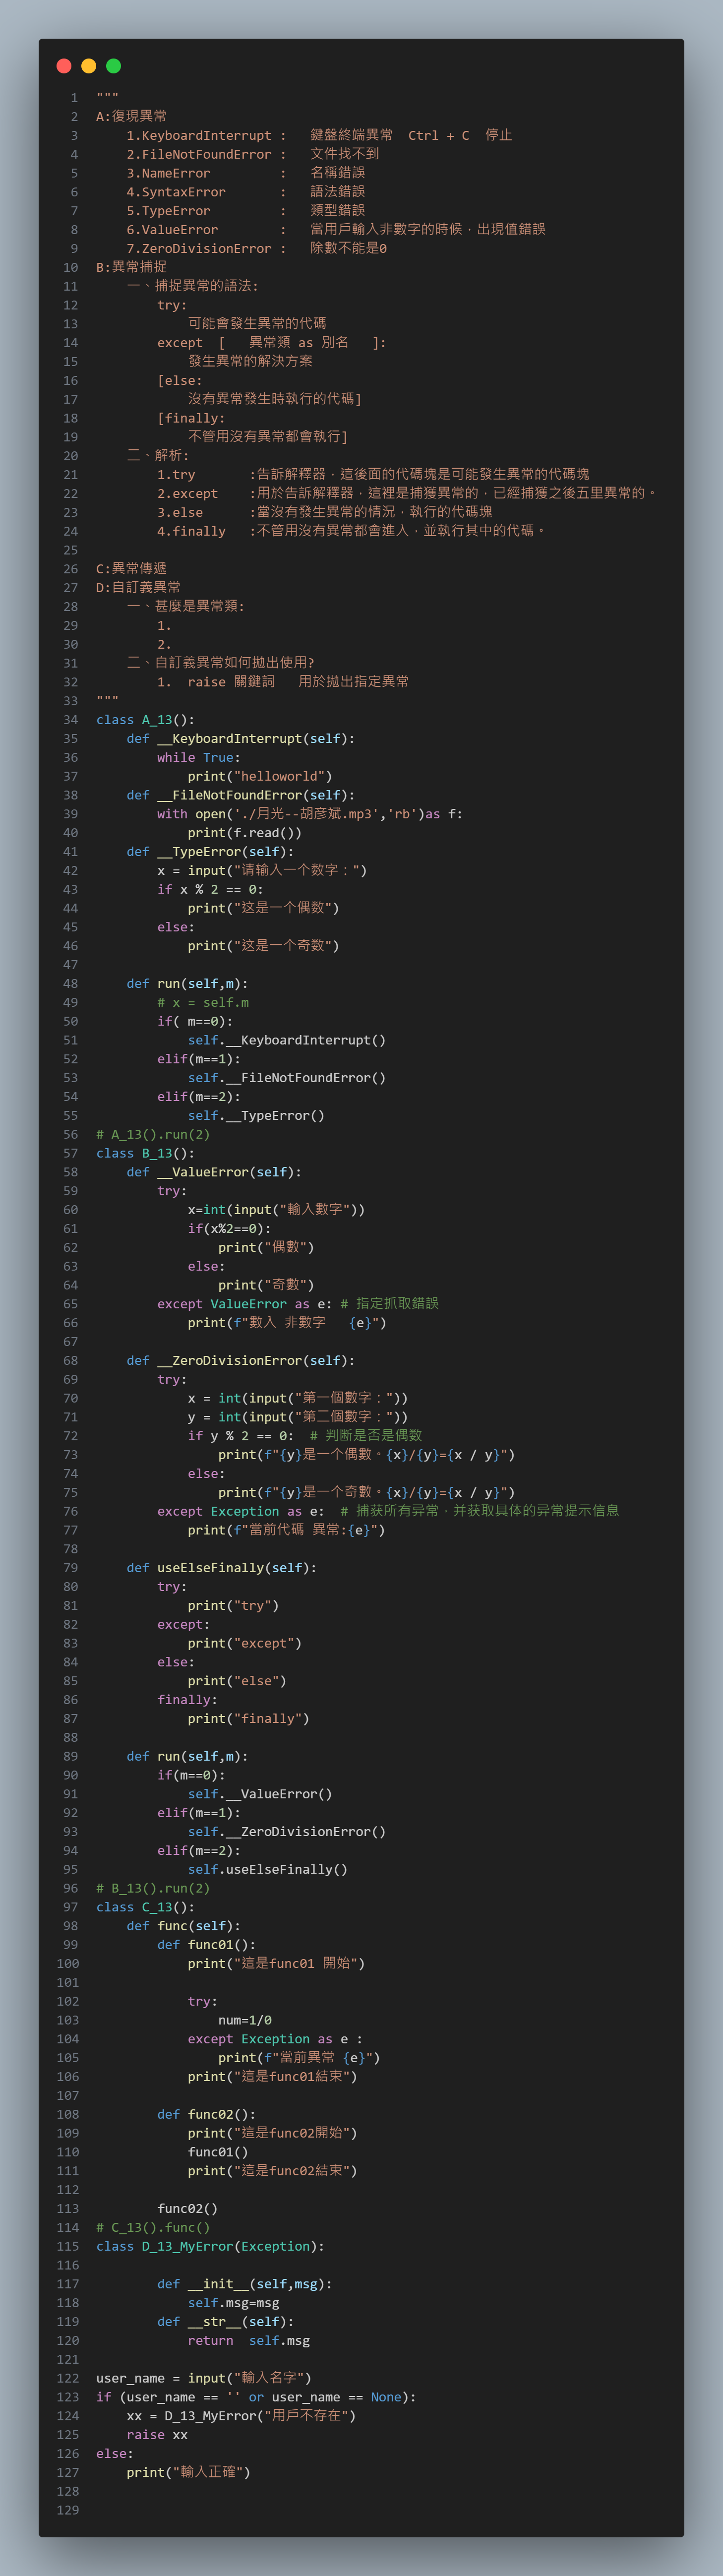 1 """
2 A:復現異常
3     1.KeyboardInterrupt :   鍵盤終端異常  Ctrl + C  停止
4     2.FileNotFoundError :   文件找不到
5     3.NameError         :   名稱錯誤
6     4.SyntaxError       :   語法錯誤
7     5.TypeError         :   類型錯誤
8     6.ValueError        :   當用戶輸入非數字的時候，出現值錯誤
9     7.ZeroDivisionError :   除數不能是0
10 B:異常捕捉
11     一、捕捉異常的語法:
12         try:
13             可能會發生異常的代碼
14         except  [   異常類 as 別名   ]:
15             發生異常的解決方案
16         [else:
17             沒有異常發生時執行的代碼]
18         [finally:
19             不管用沒有異常都會執行]
20     二、解析:
21         1.try       :告訴解釋器，這後面的代碼塊是可能發生異常的代碼塊
22         2.except    :用於告訴解釋器，這裡是捕獲異常的，已經捕獲之後五里異常的。
23         3.else      :當沒有發生異常的情況，執行的代碼塊
24         4.finally   :不管用沒有異常都會進入，並執行其中的代碼。
25
26 C:異常傳遞
27 D:自訂義異常
28     一、甚麼是異常類:
29         1.
30         2.
31     二、自訂義異常如何拋出使用?
32         1.  raise 關鍵詞   用於拋出指定異常
33 """
34 class A_13():
35     def __KeyboardInterrupt(self):
36         while True:
37             print("helloworld")
38     def __FileNotFoundError(self):
39         with open('./月光--胡彦斌.mp3','rb')as f:
40             print(f.read())
41     def __TypeError(self):
42         x = input("请输入一个数字：")
43         if x % 2 == 0:
44             print("这是一个偶数")
45         else:
46             print("这是一个奇数")
47
48     def run(self,m):
49         # x = self.m
50         if( m==0):
51             self.__KeyboardInterrupt()
52         elif(m==1):
53             self.__FileNotFoundError()
54         elif(m==2):
55             self.__TypeError()
56 # A_13().run(2)
57 class B_13():
58     def __ValueError(self):
59         try:
60             x=int(input("輸入數字"))
61             if(x%2==0):
62                 print("偶數")
63             else:
64                 print("奇數")
65         except ValueError as e: # 指定抓取錯誤
66             print(f"數入 非數字   {e}")
67
68     def __ZeroDivisionError(self):
69         try:
70             x = int(input("第一個數字："))
71             y = int(input("第二個數字："))
72             if y % 2 == 0:  # 判断是否是偶数
73                 print(f"{y}是一个偶數。{x}/{y}={x / y}")
74             else:
75                 print(f"{y}是一个奇數。{x}/{y}={x / y}")
76         except Exception as e:  # 捕获所有异常，并获取具体的异常提示信息
77             print(f"當前代碼 異常:{e}")
78
79     def useElseFinally(self):
80         try:
81             print("try")
82         except:
83             print("except")
84         else:
85             print("else")
86         finally:
87             print("finally")
88
89     def run(self,m):
90         if(m==0):
91             self.__ValueError()
92         elif(m==1):
93             self.__ZeroDivisionError()
94         elif(m==2):
95             self.useElseFinally()
96 # B_13().run(2)
97 class C_13():
98     def func(self):
99         def func01():
100             print("這是func01 開始")
101
102             try:
103                 num=1/0
104             except Exception as e :
105                 print(f"當前異常 {e}")
106             print("這是func01結束")
107
108         def func02():
109             print("這是func02開始")
110             func01()
111             print("這是func02結束")
112
113         func02()
114 # C_13().func()
115 class D_13_MyError(Exception):
116
117         def __init__(self,msg):
118             self.msg=msg
119         def __str__(self):
120             return  self.msg
121
122 user_name = input("輸入名字")
123 if (user_name == '' or user_name == None):
124     xx = D_13_MyError("用戶不存在")
125     raise xx
126 else:
127     print("輸入正確")
128
129